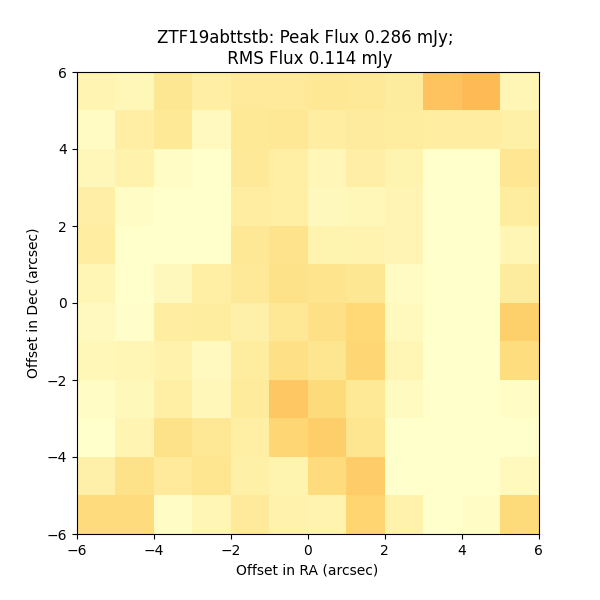 ZTF19abttstb: Peak Flux 0.286 mJy;
RMS Flux 0.114 mJy
6
4
2
0
−2
−4
−6
Offset in Dec (arcsec)
−6 −4 −2 0 2 4 6
Offset in RA (arcsec)